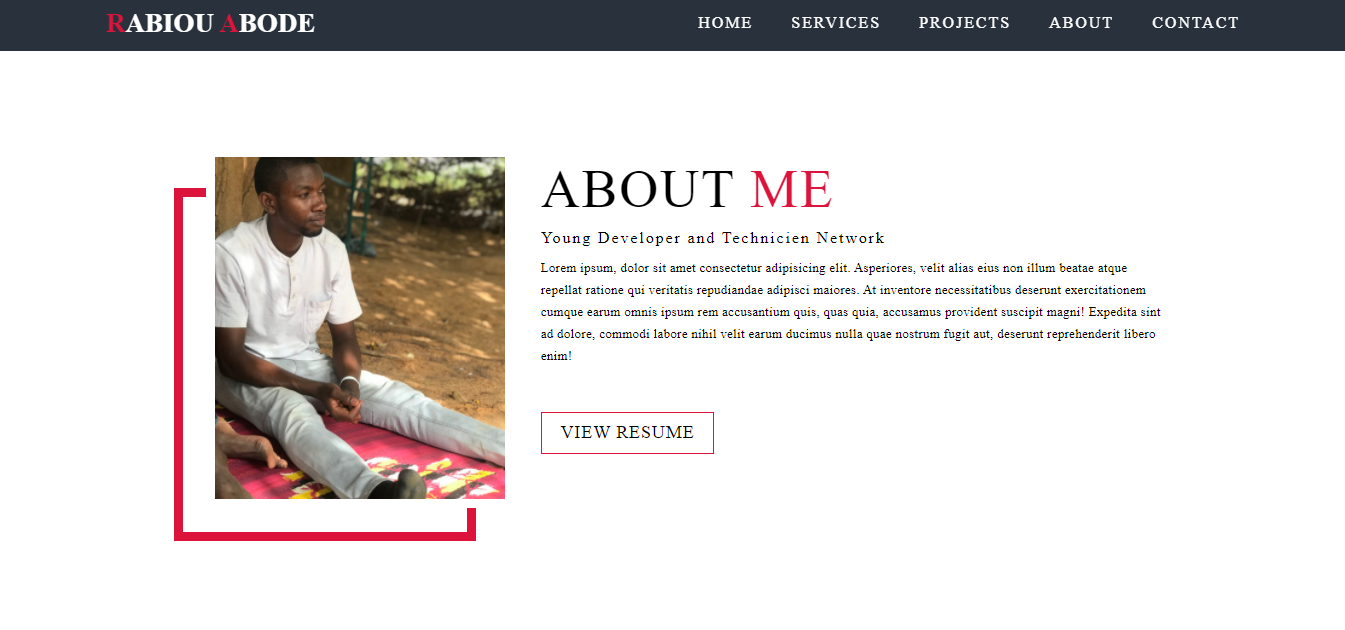 RABIOU ABODE
HOME SERVICES PROJECTS ABOUT CONTACT
ABOUT ME
Young Developer and Technicien Network
Lorem ipsum, dolor sit amet consectetur adipisicing elit. Asperiores, velit alias eius non illum beatae atque
repellat ratione qui veritatis repudiandae adipisci maiores. At inventore necessitatibus deserunt exercitationem
cumque earum omnis ipsum rem accusantium quis, quas quia, accusamus provident suscipit magni! Expedita sint
ad dolore, commodi labore nihil velit earum ducimus nulla quae nostrum fugit aut, deserunt reprehenderit libero
enim!
VIEW RESUME